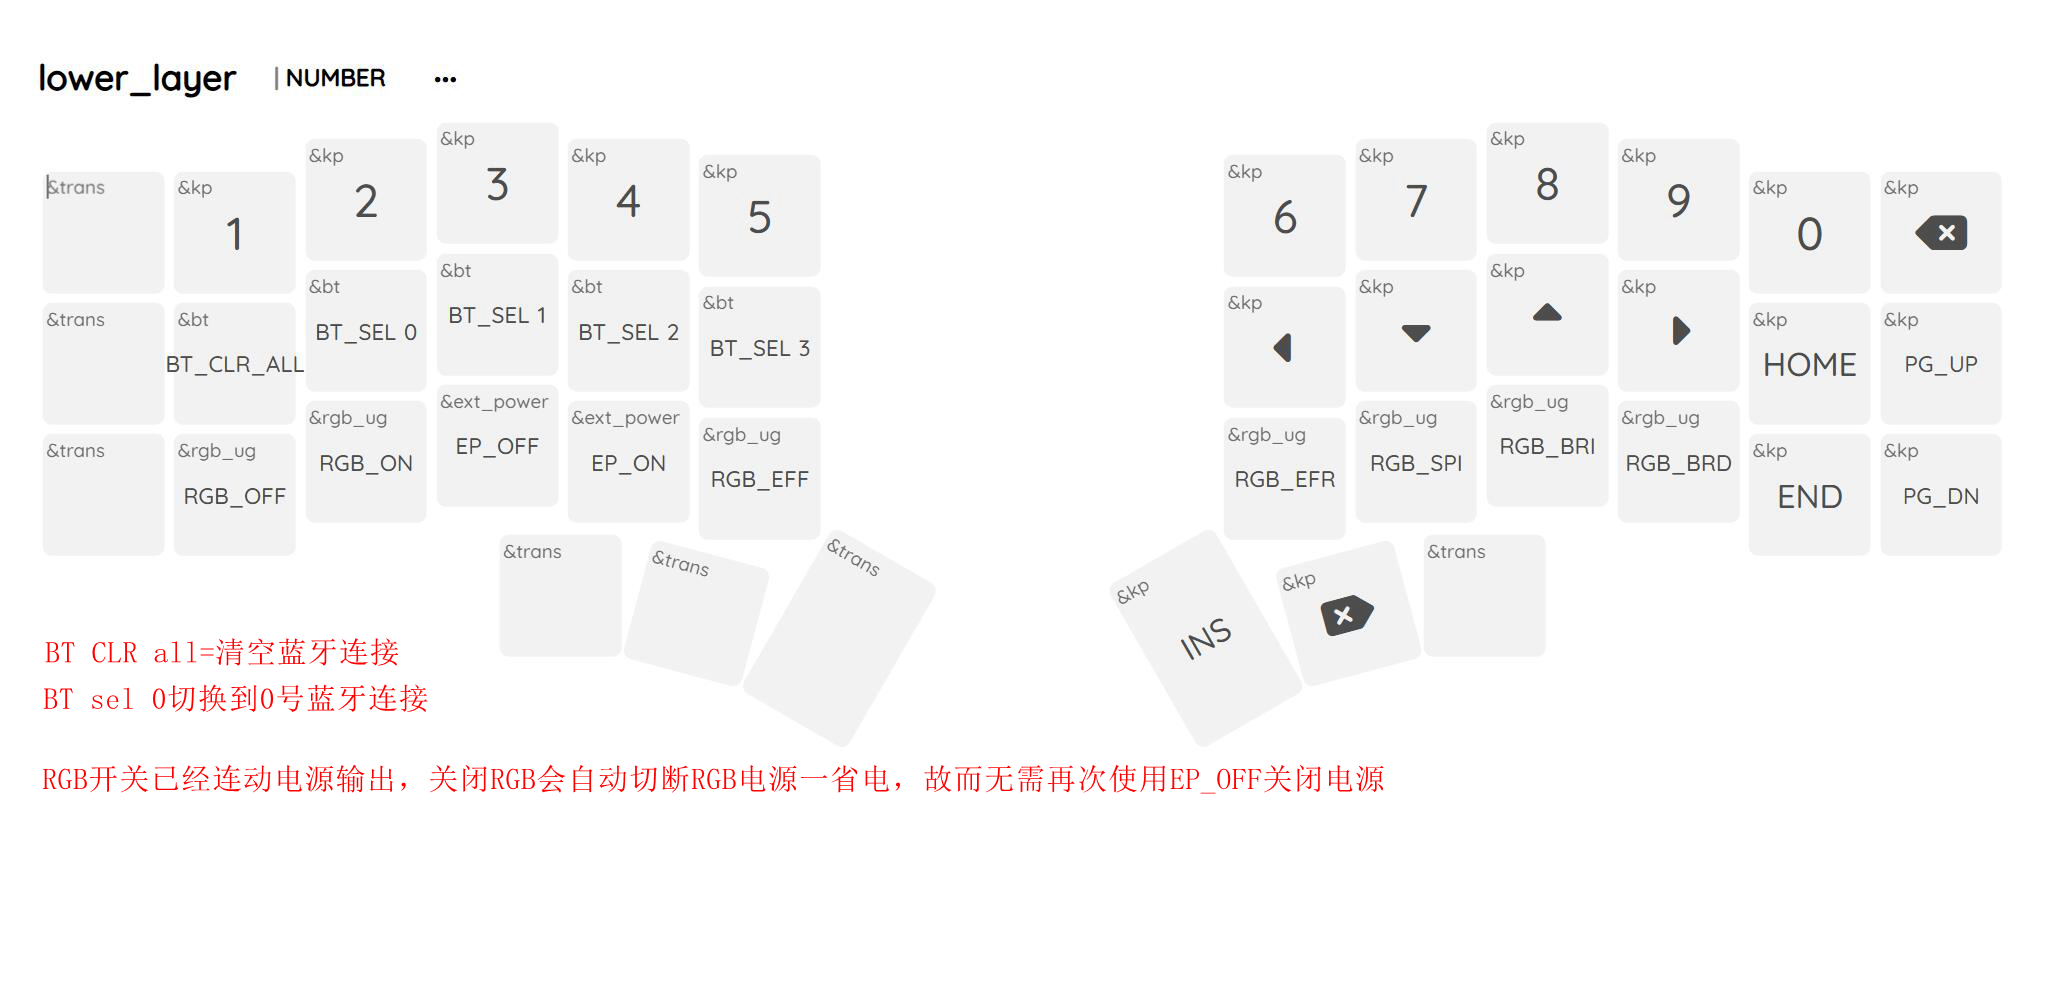 lower_layer | NUMBER ...
&trans &kp 1 &kp 2 &kp 3 &kp 4 &kp 5 &kp 6 &kp 7 &kp 8 &kp 9 &kp 0 &kp
&trans &bt BT_CLR_ALL &bt BT_SEL 0 &bt BT_SEL 1 &bt BT_SEL 2 &bt BT_SEL 3 &kp &kp &kp &kp &kp HOME &kp PG_UP
&trans &rgb_ug RGB_OFF &rgb_ug RGB_ON &ext_power EP_OFF &ext_power EP_ON &rgb_ug RGB_EFF &rgb_ug RGB_EFR &rgb_ug RGB_SPI &rgb_ug RGB_BRI &rgb_ug RGB_BRD &kp END &kp PG_DN
&trans &trans &trans &kp INS &kp &trans
BT CLR all=清空蓝牙连接
BT sel 0切换到0号蓝牙连接
RGB开关已经连动电源输出，关闭RGB会自动切断RGB电源一省电，故而无需再次使用EP_OFF关闭电源